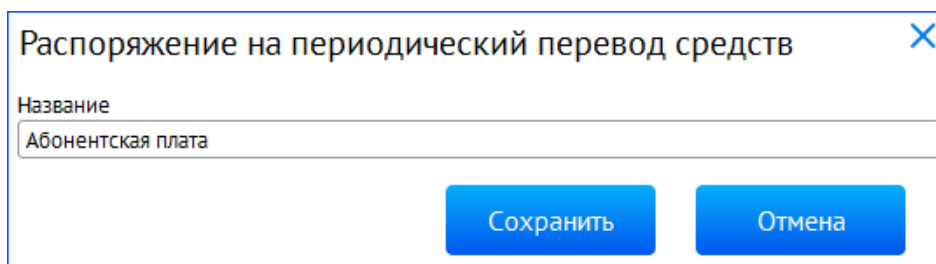 Распоряжение на периодический перевод средств
Название
Абонентская плата
Сохранить Отмена